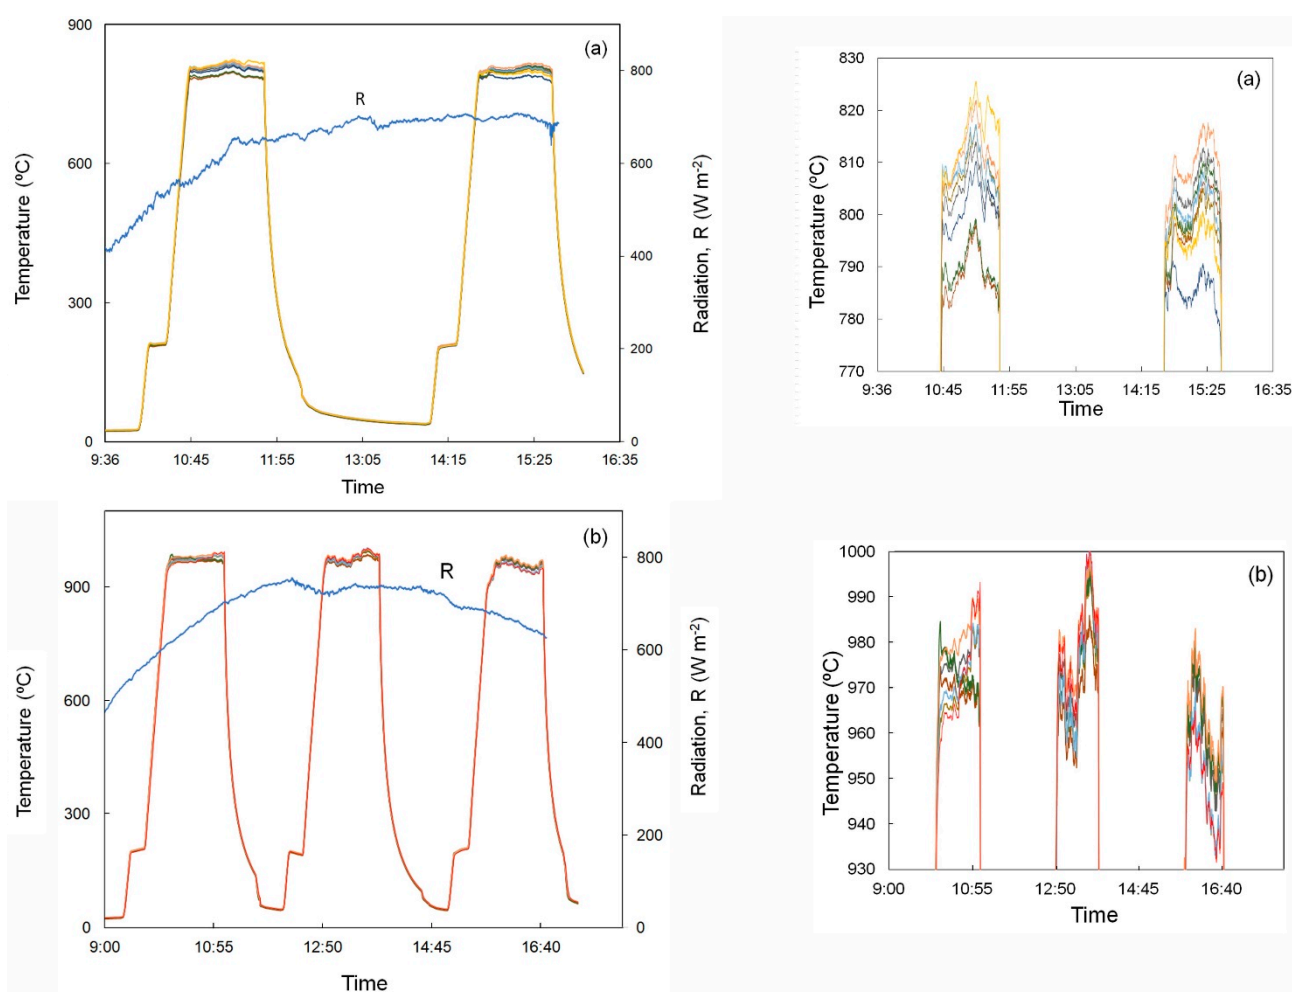 900
600
300
0
Temperature (ºC)
(a)
R
800
600
400
200
0
Radiation, R (W m-2)
9:36 10:45 11:55 13:05 14:15 15:25 16:35
Time
830
820
810
800
790
780
770
Temperature (ºC)
(a)
9:36 10:45 11:55 13:05 14:15 15:25 16:35
Time
900
600
300
0
Temperature (ºC)
(b)
R
800
600
400
200
0
Radiation, R (W m-2)
9:00 10:55 12:50 14:45 16:40
Time
1000
990
980
970
960
950
940
930
Temperature (ºC)
(b)
9:00 10:55 12:50 14:45 16:40
Time